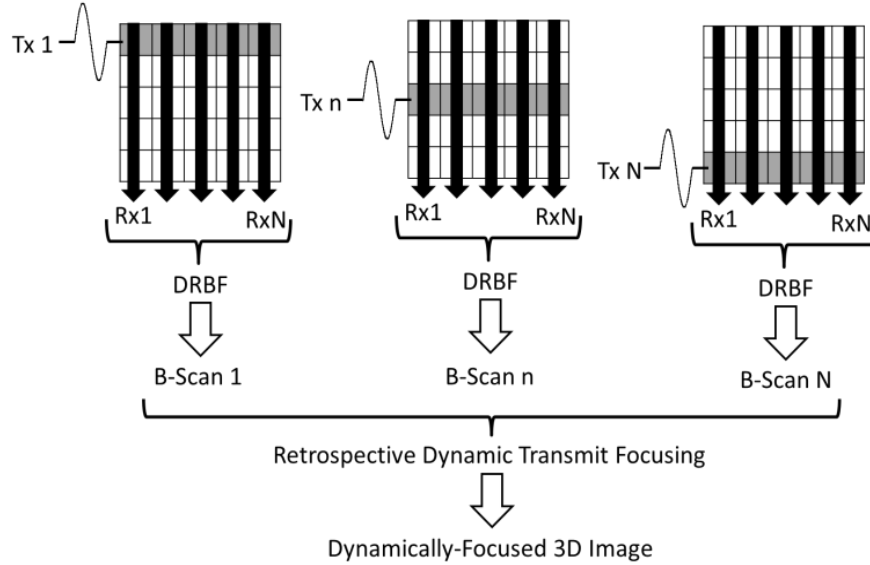 Tx 1
Tx n
Tx N
Rx1 RxN
Rx1 RxN
Rx1 RxN
DRBF
DRBF
DRBF
B-Scan 1
B-Scan n
B-Scan N
Retrospective Dynamic Transmit Focusing
Dynamically-Focused 3D Image